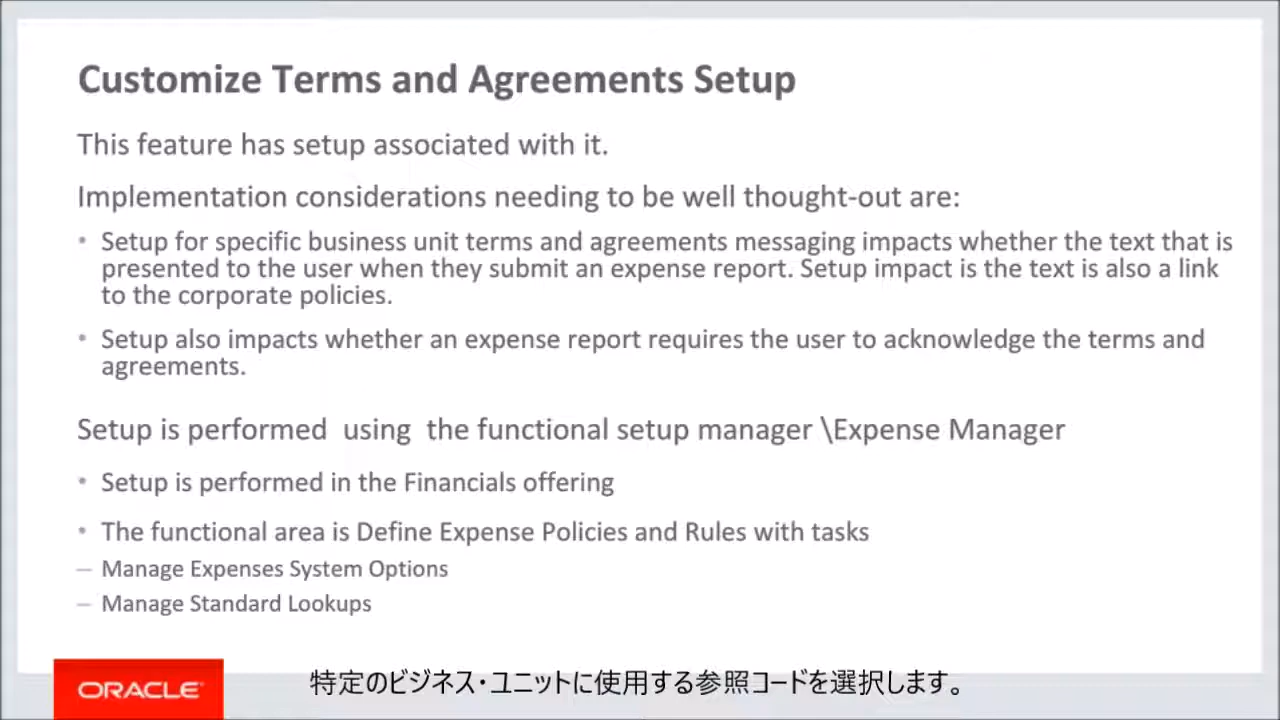 Customize Terms and Agreements Setup
This feature has setup associated with it.
Implementation considerations needing to be well thought-out are:
• Setup for specific business unit terms and agreements messaging impacts whether the text that is
presented to the user when they submit an expense report. Setup impact is the text is also a link
to the corporate policies.
• Setup also impacts whether an expense report requires the user to acknowledge the terms and
agreements.
Setup is performed using the functional setup manager \Expense Manager
• Setup is performed in the Financials offering
• The functional area is Define Expense Policies and Rules with tasks
– Manage Expenses System Options
– Manage Standard Lookups
ORACLE
特定のビジネス・ユニットに使用する参照コードを選択します。